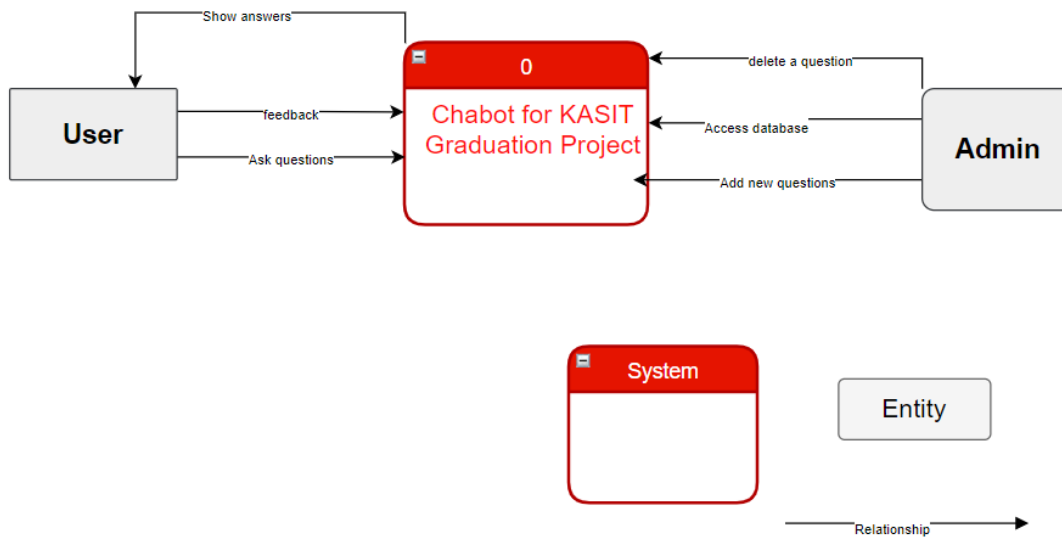 Show answers
0
delete a question
User
feedback
Chabot for KASIT
Graduation Project
Access database
Admin
Ask questions
Add new questions
System
Entity
Relationship